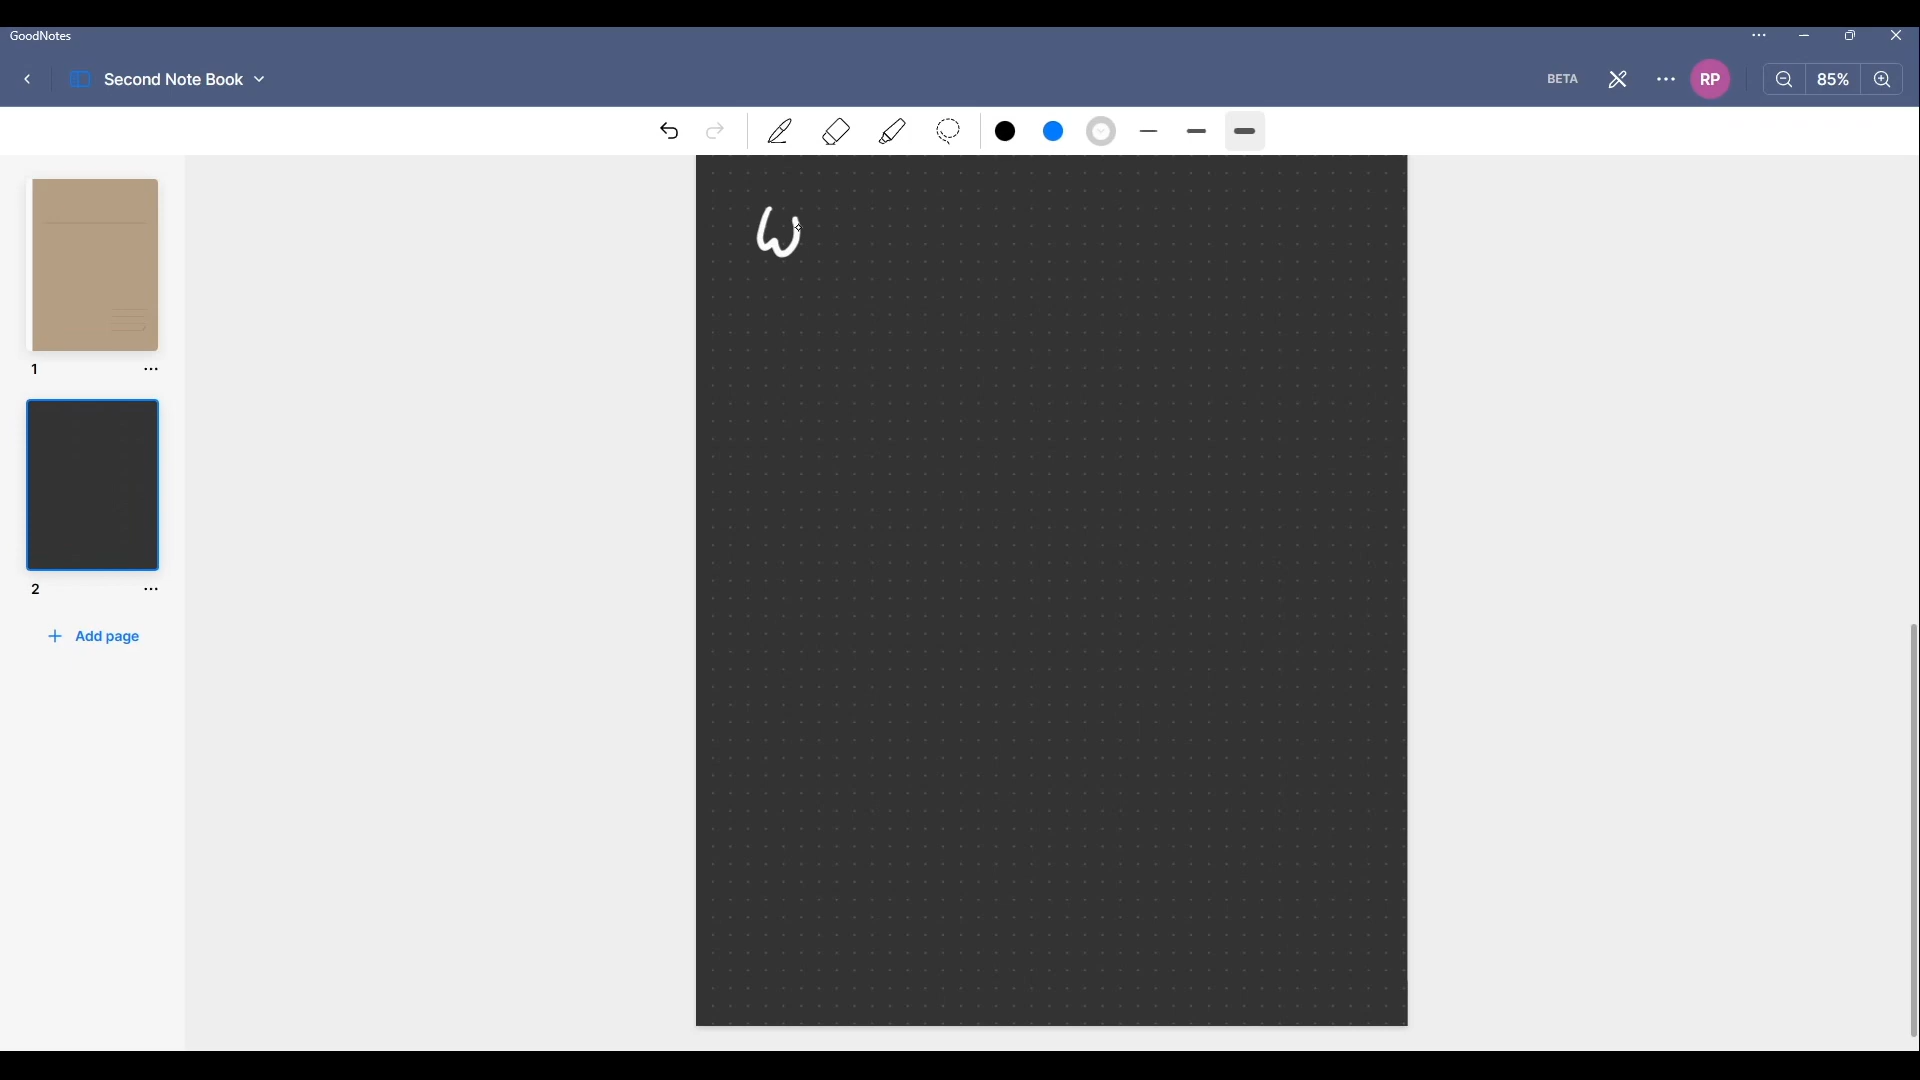 GoodNotes
Second Note Book
BETA
RP
85%
W
1
2
Add page